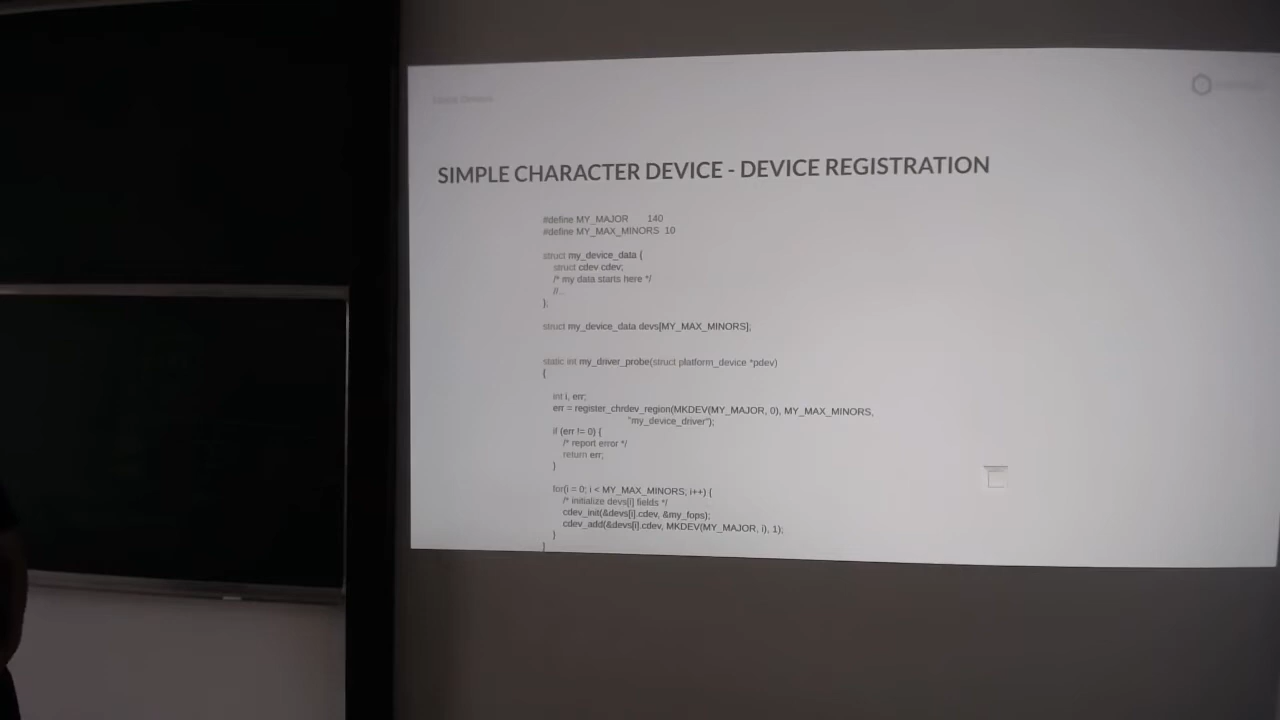 SIMPLE CHARACTER DEVICE - DEVICE REGISTRATION
#define MY_MAJOR 140
#define MY_MAX_MINORS 10
struct my_device_data {
struct cdev cdev;
/* my data starts here */
//..
};
struct my_device_data devs[MY_MAX_MINORS];
static int my_driver_probe(struct platform_device *pdev)
{
int i, err;
err = register_chrdev_region(MKDEV(MY_MAJOR, 0), MY_MAX_MINORS,
"my_device_driver");
if (err != 0) {
/* report error */
return err;
}
for(i = 0; i < MY_MAX_MINORS; i++) {
/* initialize devs[i] fields */
cdev_init(&devs[i].cdev, &my_fops);
cdev_add(&devs[i].cdev, MKDEV(MY_MAJOR, i), 1);
}
}